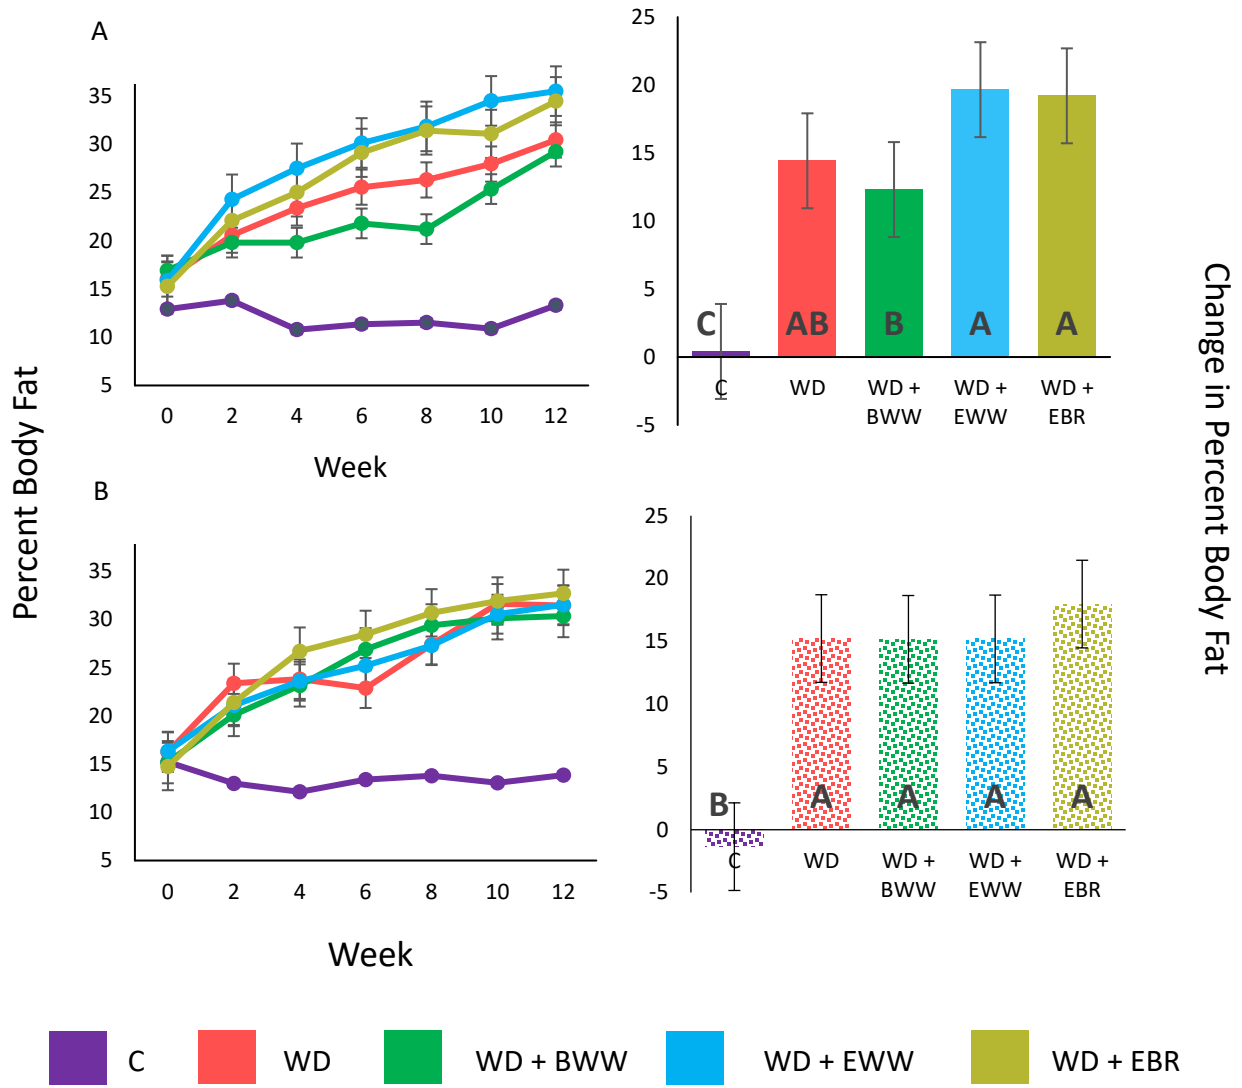 A
35
30
25
20
15
10
5
0 2 4 6 8 10 12
Week
25
20
15
10
5
0
-5
C AB B A A
C WD WD + WD + WD +
BWW EWW EBR
Percent Body Fat
Change in Percent Body Fat
B
35
30
25
20
15
10
5
0 2 4 6 8 10 12
Week
25
20
15
10
5
0
-5
B A A A A
C WD WD + WD + WD +
BWW EWW EBR
C WD WD + BWW WD + EWW WD + EBR